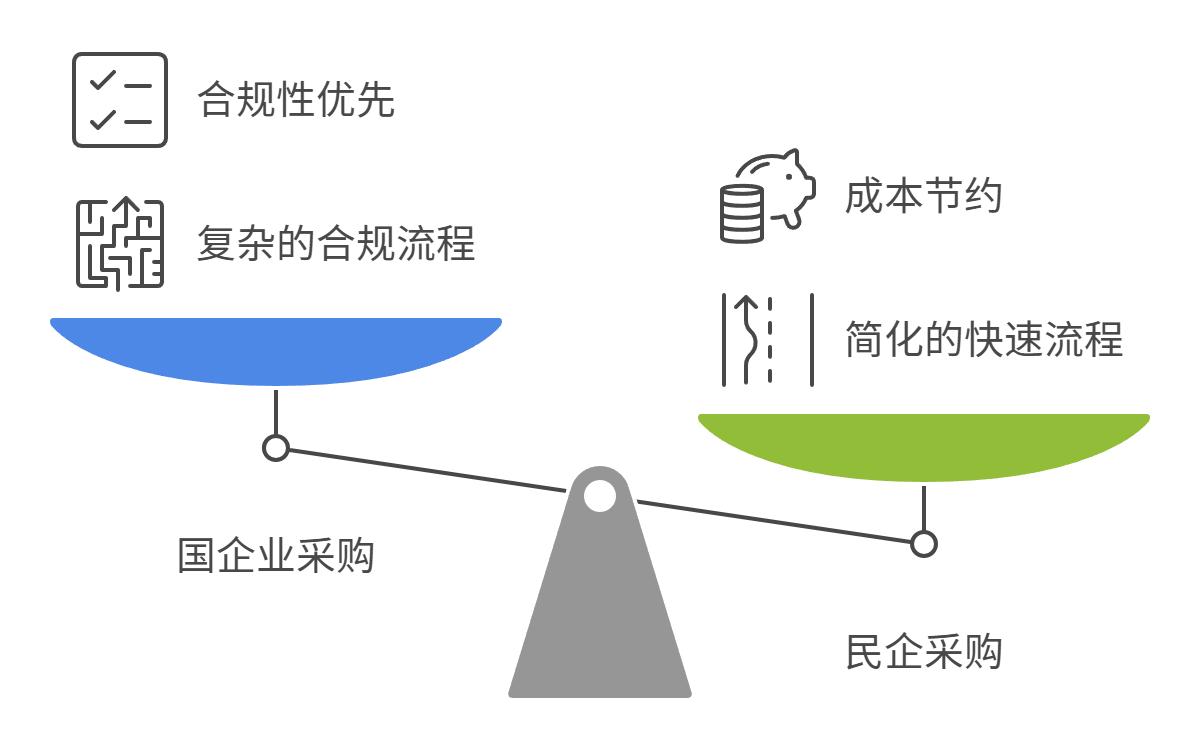 合规性优先
复杂的合规流程
国企业采购
成本节约
简化的快速流程
民企采购